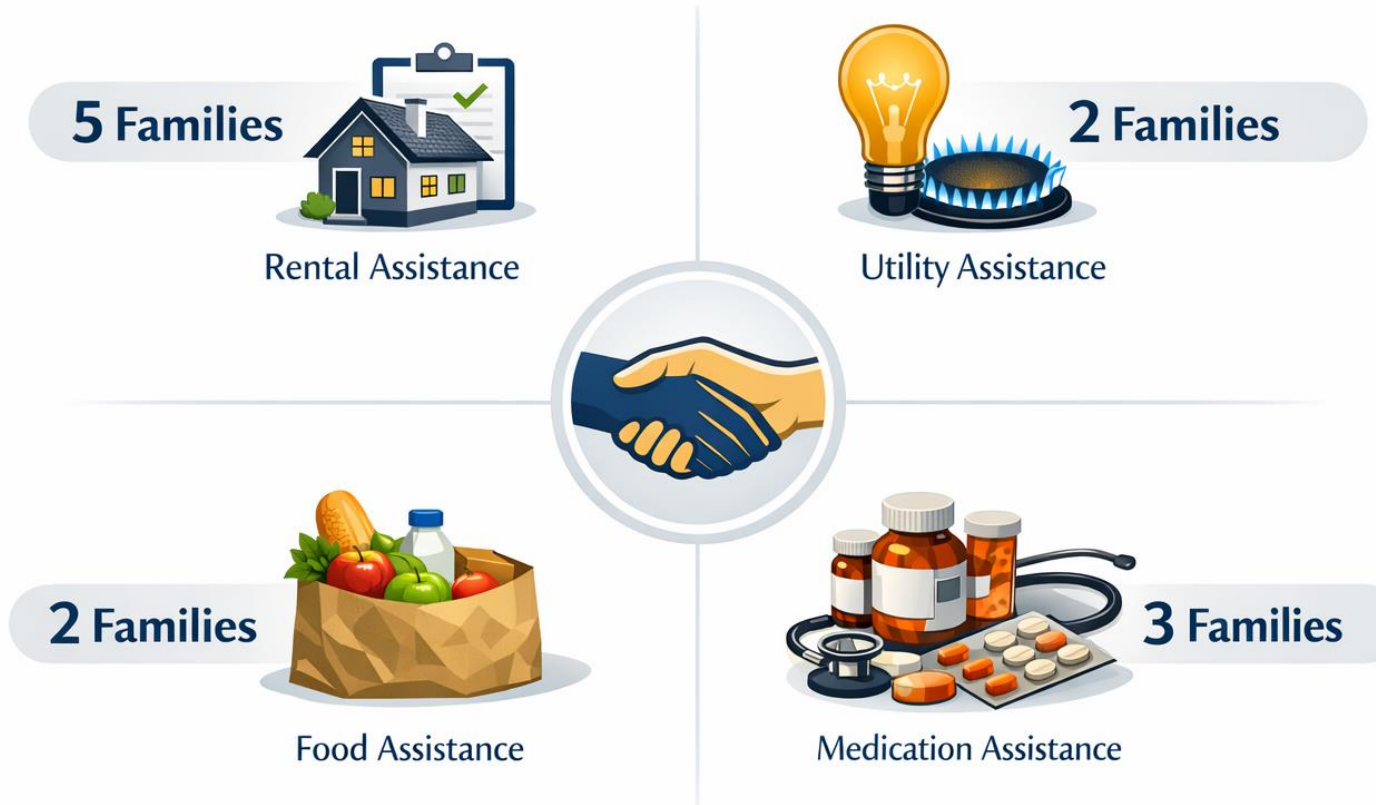 5 Families
Rental Assistance
2 Families
Utility Assistance
2 Families
Food Assistance
3 Families
Medication Assistance